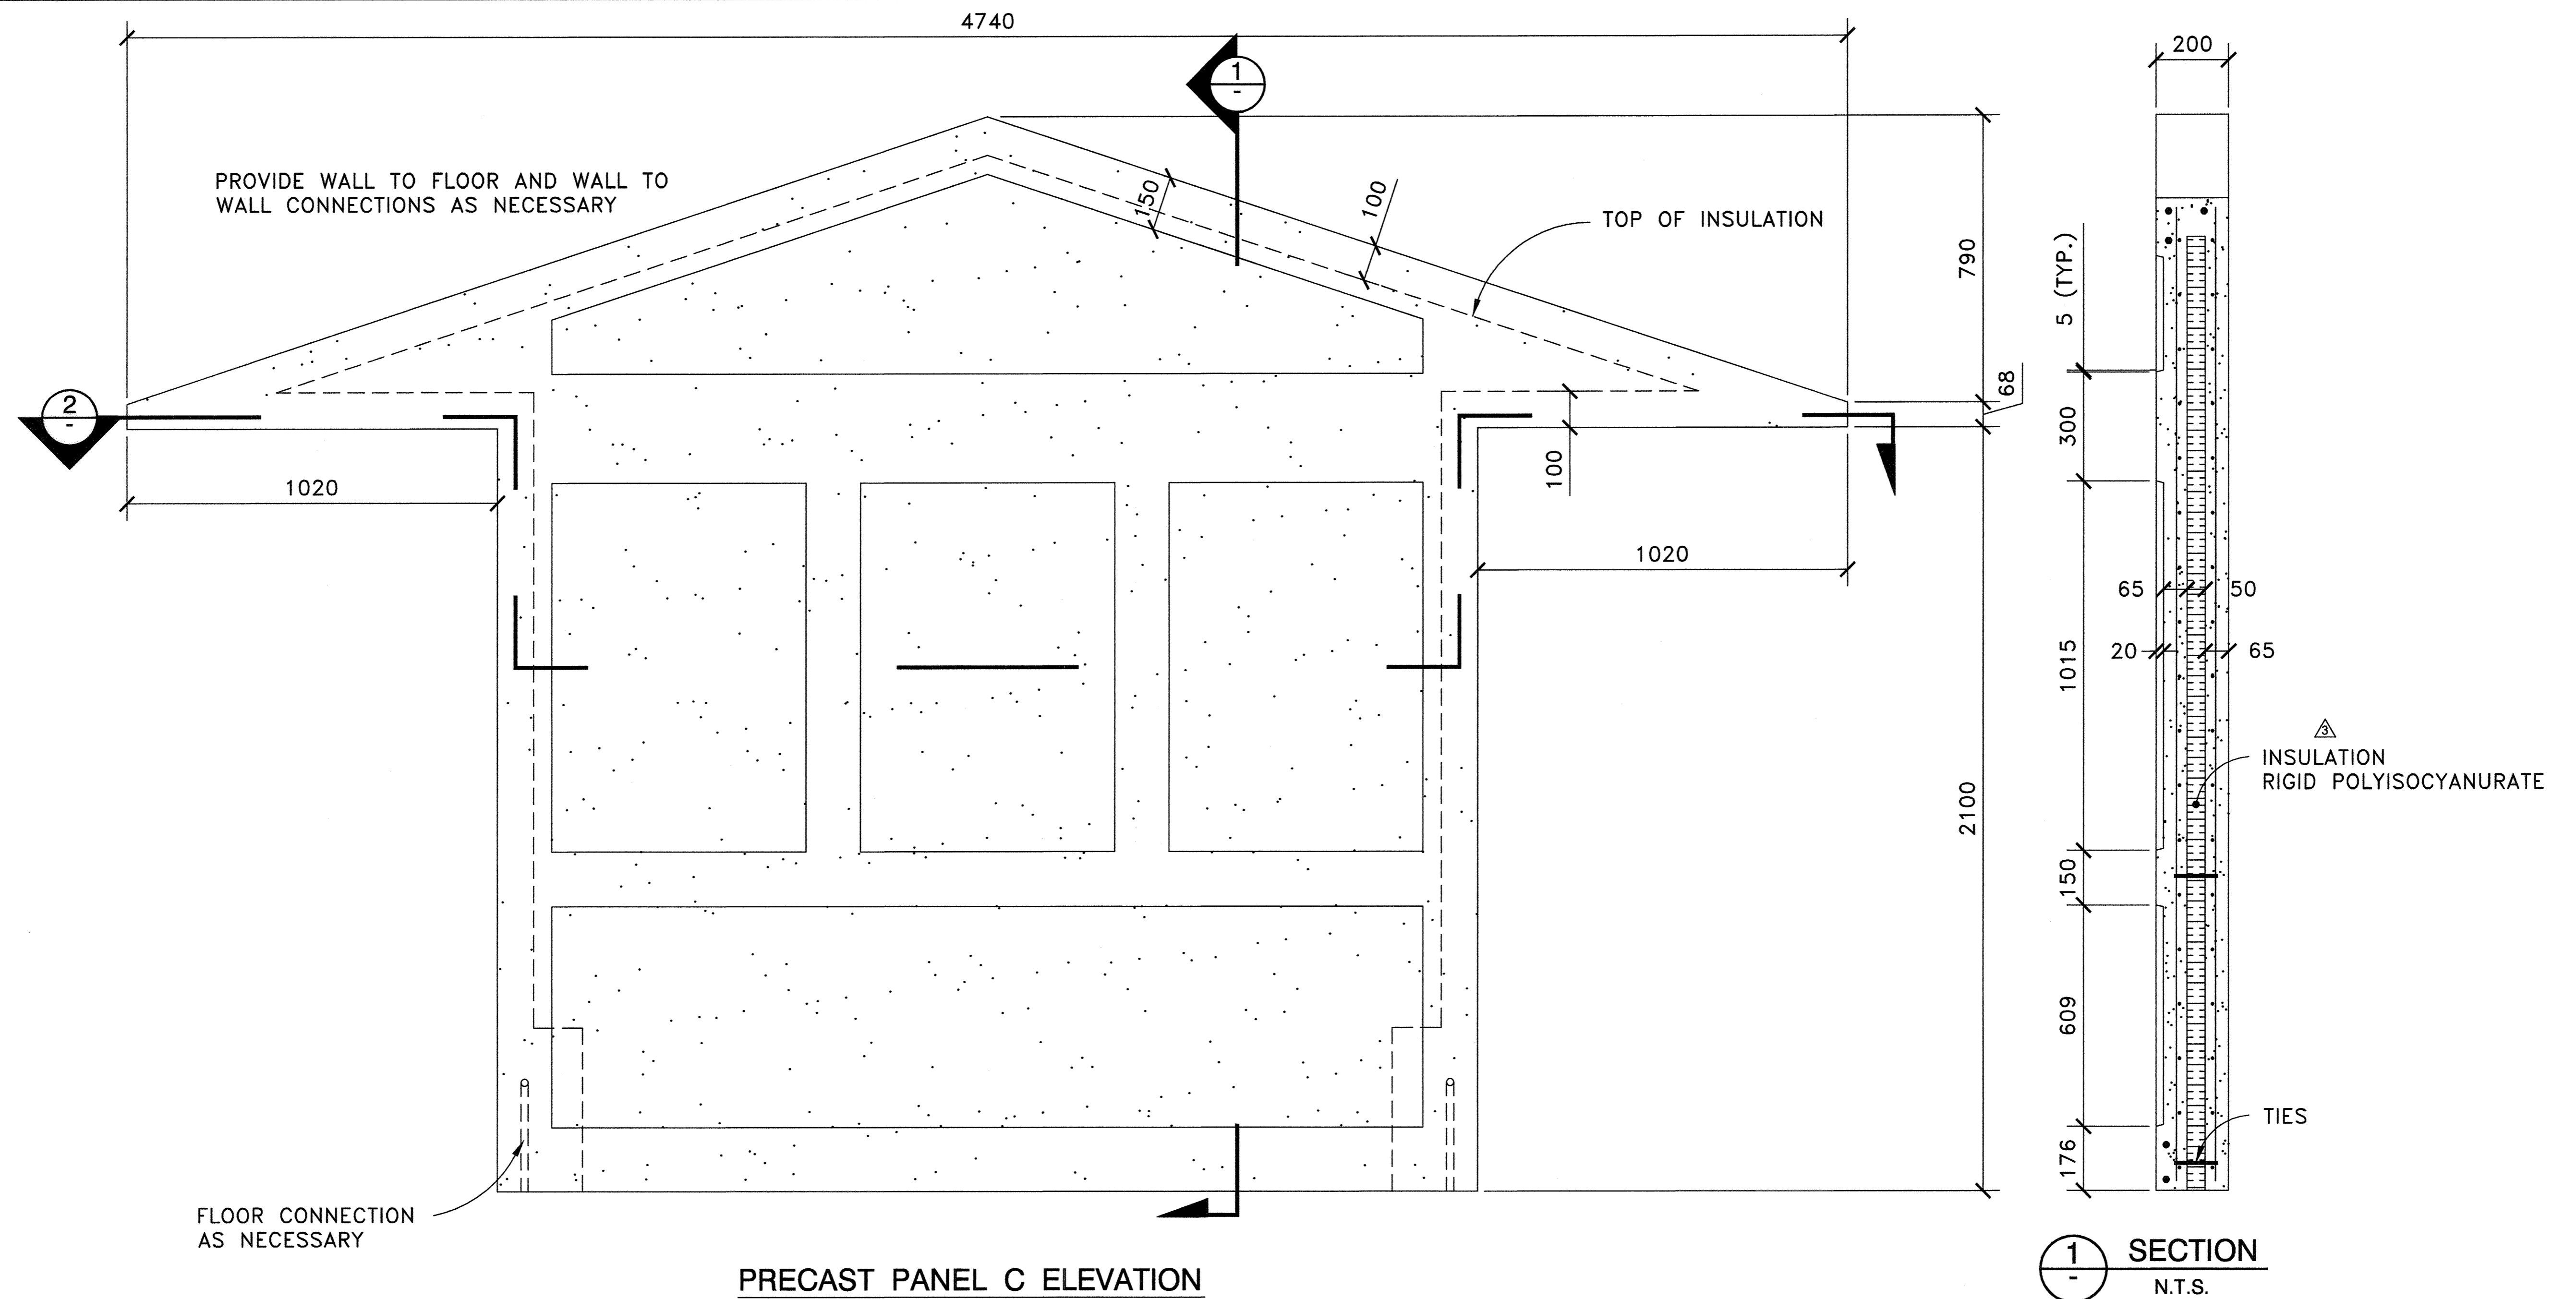 4740
1
-
200
PROVIDE WALL TO FLOOR AND WALL TO
WALL CONNECTIONS AS NECESSARY
150
100
TOP OF INSULATION
790
5 (TYP.)
68
2
-
300
1020
100
1020
65
50
20
65
1015
3
INSULATION
RIGID POLYISOCYANURATE
2100
150
609
TIES
176
FLOOR CONNECTION
AS NECESSARY
PRECAST PANEL C ELEVATION
1
-
SECTION
N.T.S.